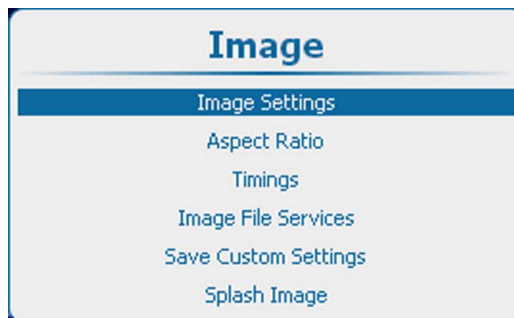 Image
Image Settings
Aspect Ratio
Timings
Image File Services
Save Custom Settings
Splash Image